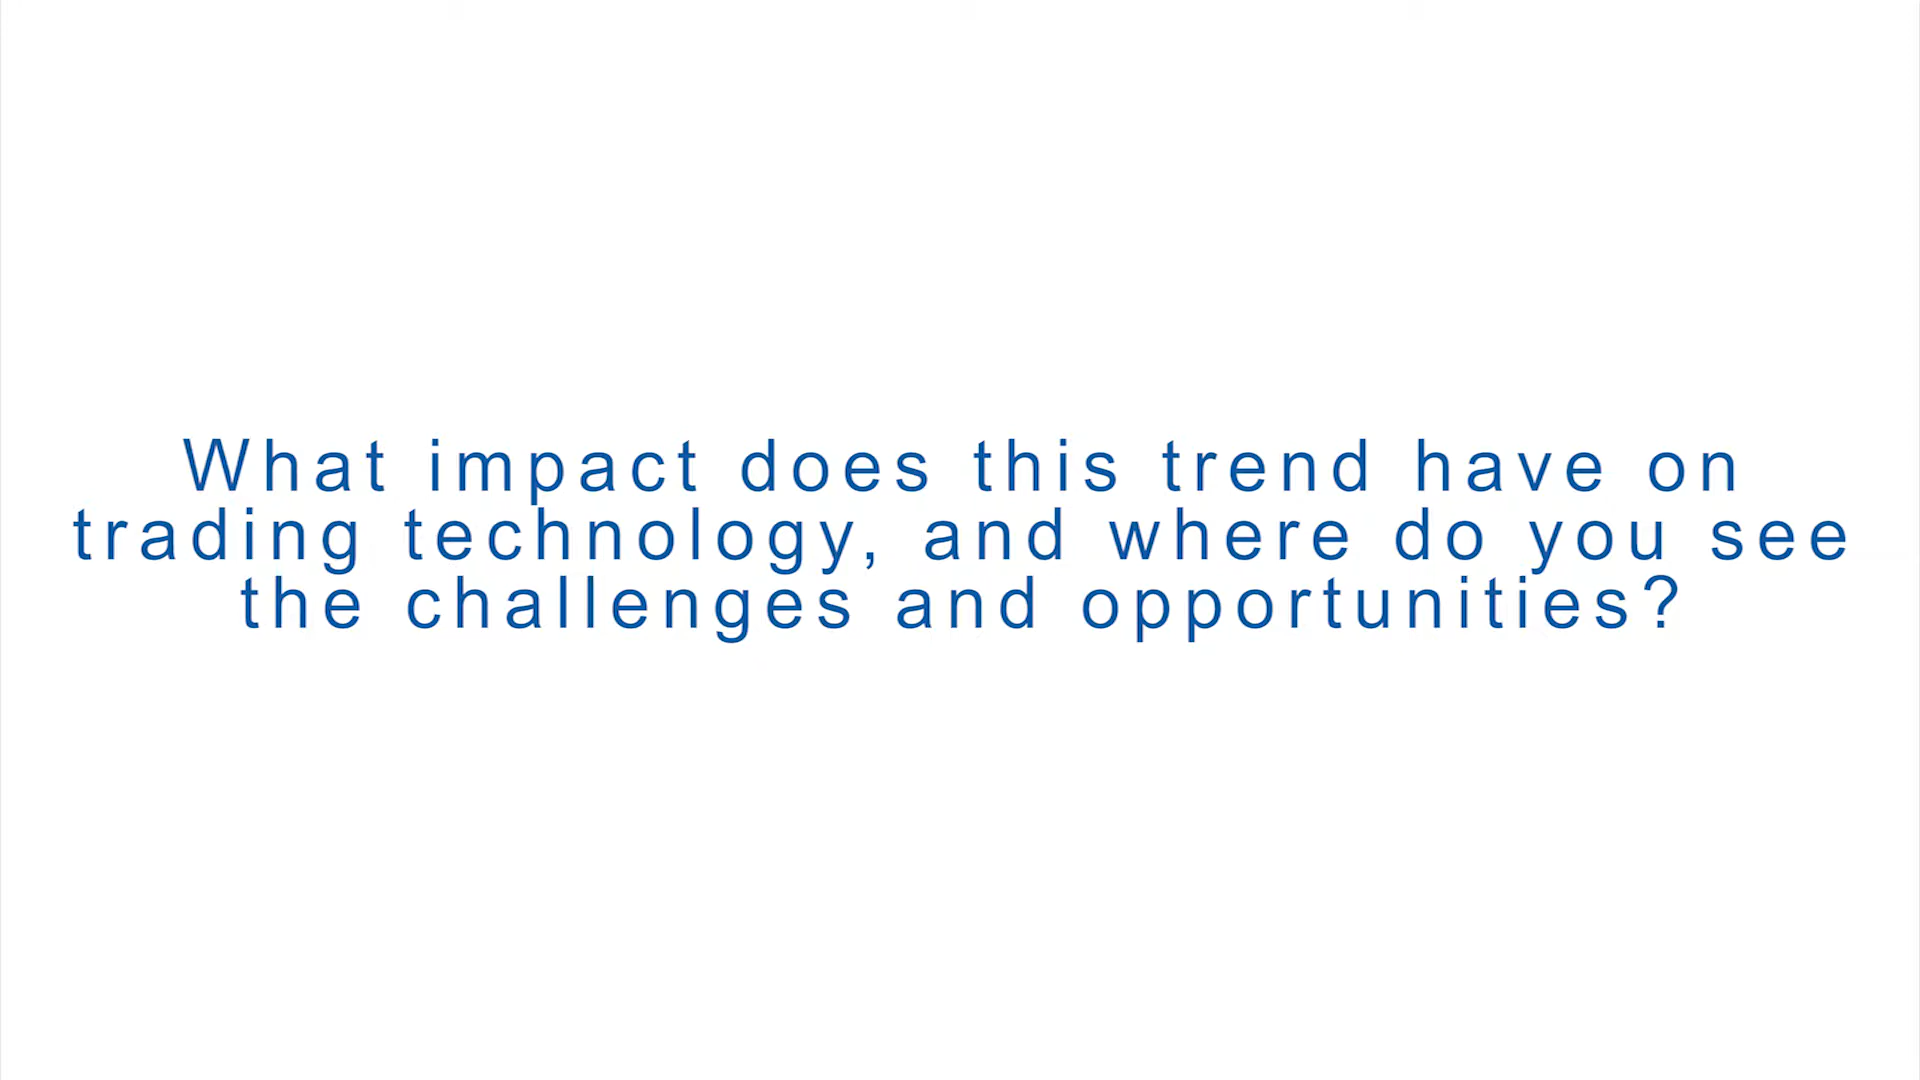 What impact does this trend have on
trading technology, and where do you see
the challenges and opportunities?